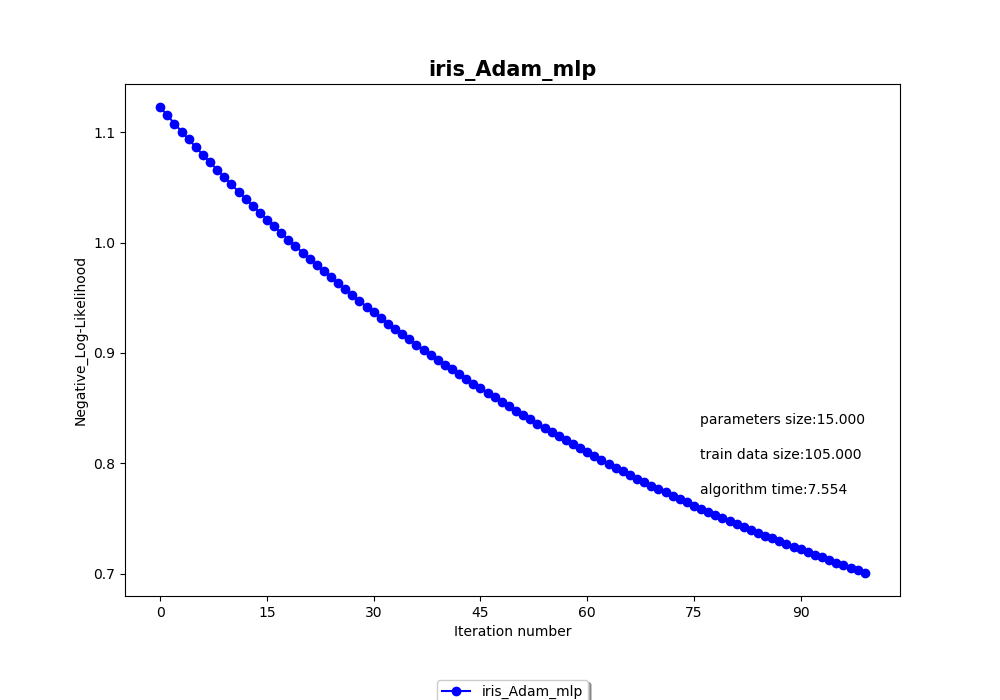 iris_Adam_mlp
1.1
1.0
0.9
0.8
0.7
Negative_Log-Likelihood
parameters size:15.000
train data size:105.000
algorithm time:7.554
0 15 30 45 60 75 90
Iteration number
iris_Adam_mlp